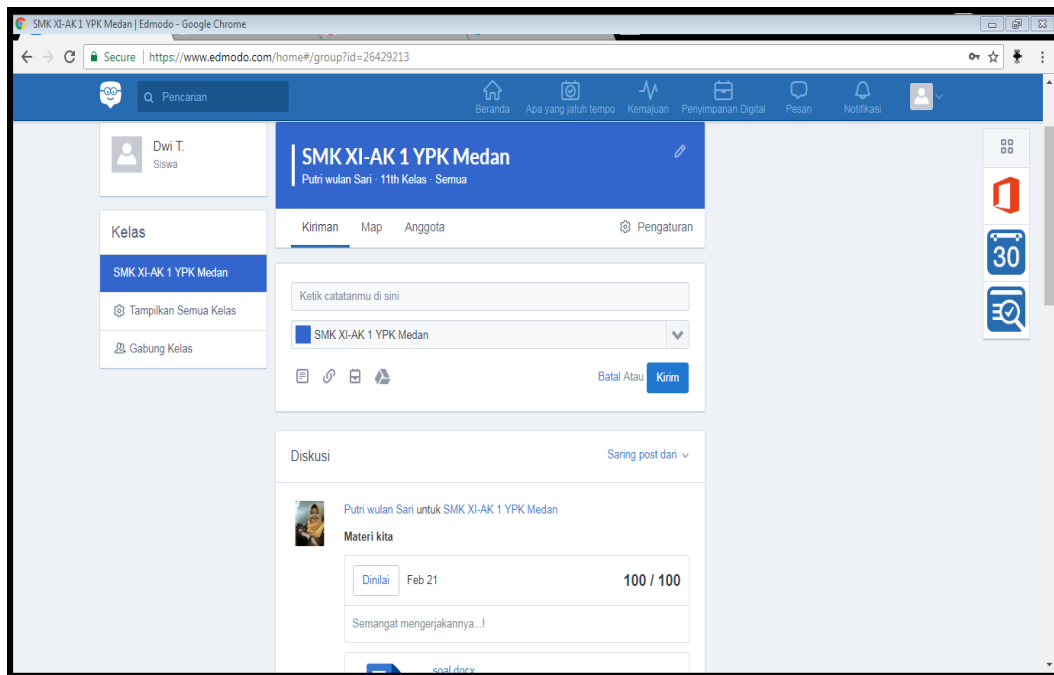 SMK XI-AK 1 YPK Medan | Edmodo - Google Chrome
Secure | https://www.edmodo.com/home#/group?id=26429213
Pencarian
Beranda
Apa yang jatuh tempo
Kemajuan
Penyimpanan Digital
Pesan
Notifikasi
Dwi T.
Siswa
Kelas
SMK XI-AK 1 YPK Medan
Tampilkan Semua Kelas
Gabung Kelas
SMK XI-AK 1 YPK Medan
Putri wulan Sari · 11th Kelas · Semua
Kiriman
Map
Anggota
Pengaturan
Ketik catatanmu di sini
SMK XI-AK 1 YPK Medan
Batal Atau Kirim
Diskusi
Saring post dari
Putri wulan Sari untuk SMK XI-AK 1 YPK Medan
Materi kita
Dinilai Feb 21 100 / 100
Semangat mengerjakannya...!
soal.docx
30